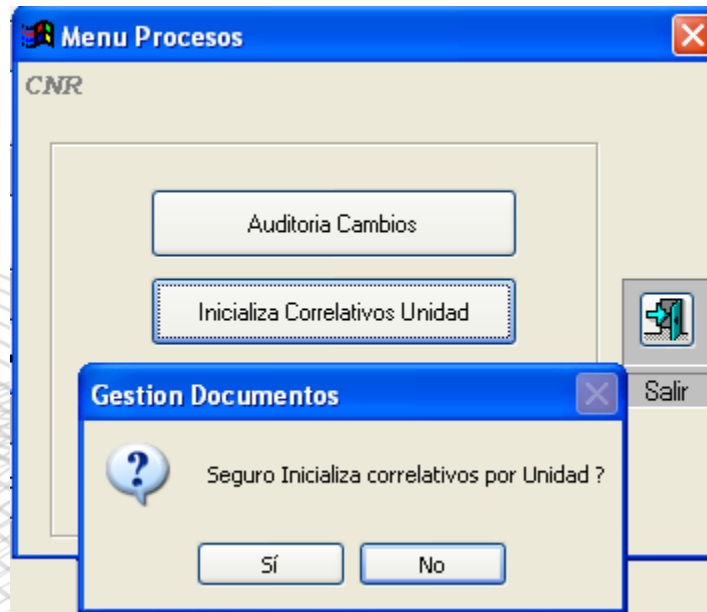 Menu Procesos
CNR
Auditoria Cambios
Inicializa Correlativos Unidad
Salir
Gestion Documentos
Seguro Inicializa correlativos por Unidad ?
Sí
No